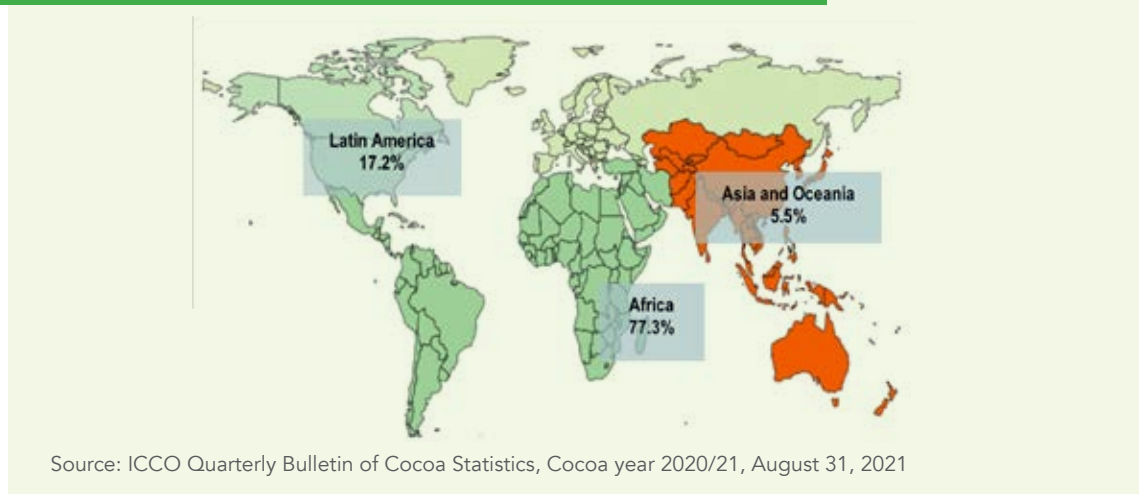 Latin America
17.2%
Asia and Oceania
5.5%
Africa
77.3%
Source: ICCO Quarterly Bulletin of Cocoa Statistics, Cocoa year 2020/21, August 31, 2021